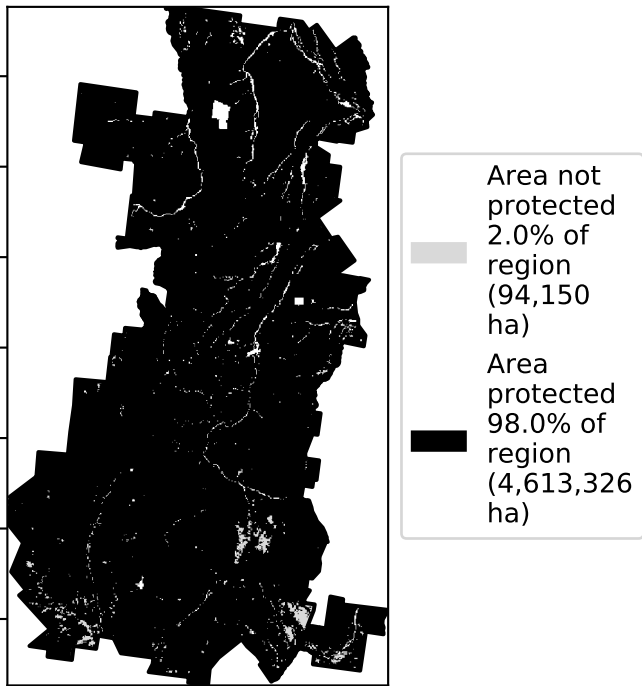 Area not
protected
2.0% of
region
(94,150
ha)
Area
protected
98.0% of
region
(4,613,326
ha)